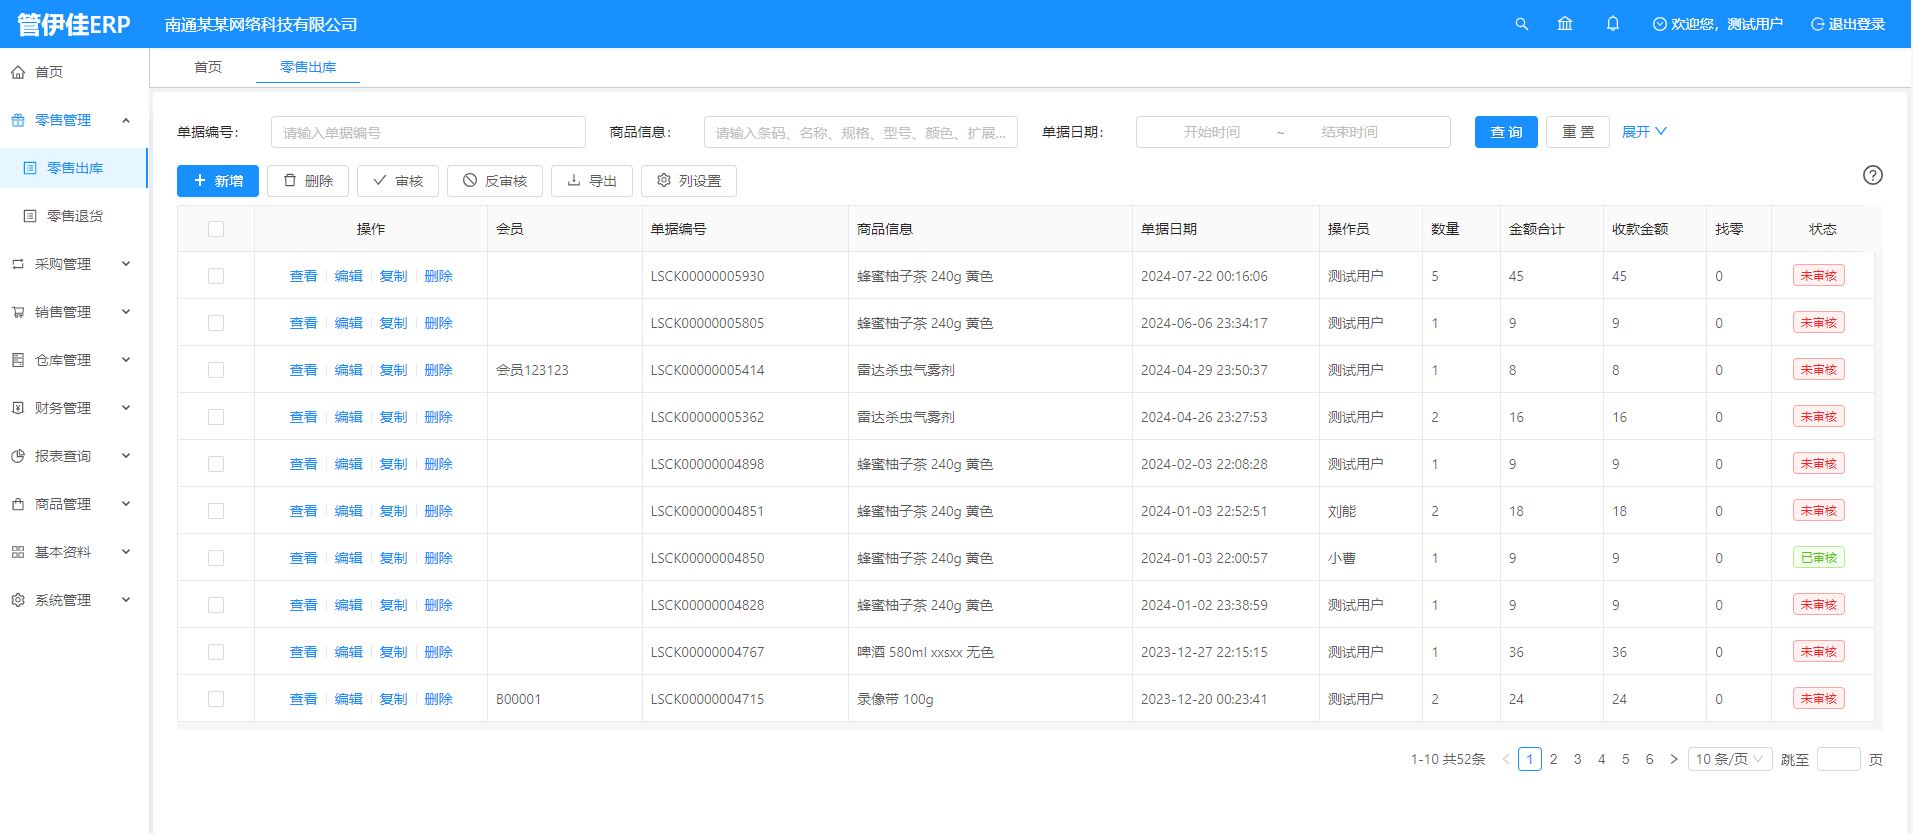 管伊佳ERP 南通某某网络科技有限公司 欢迎您，测试用户 退出登录
首页 零售出库
首页
零售管理
零售出库
零售退货
采购管理
销售管理
仓库管理
财务管理
报表查询
商品管理
基本资料
系统管理
单据编号： 请输入单据编号 商品信息： 请输入条码、名称、规格、型号、颜色、扩展... 单据日期： 开始时间 ~ 结束时间 查 询 重 置 展开
新增 删除 审核 反审核 导出 列设置
操作 会员 单据编号 商品信息 单据日期 操作员 数量 金额合计 收款金额 找零 状态
查看 编辑 复制 删除 LSCK00000005930 蜂蜜柚子茶 240g 黄色 2024-07-22 00:16:06 测试用户 5 45 45 0 未审核
查看 编辑 复制 删除 LSCK00000005805 蜂蜜柚子茶 240g 黄色 2024-06-06 23:34:17 测试用户 1 9 9 0 未审核
查看 编辑 复制 删除 会员123123 LSCK00000005414 雷达杀虫气雾剂 2024-04-29 23:50:37 测试用户 1 8 8 0 未审核
查看 编辑 复制 删除 LSCK00000005362 雷达杀虫气雾剂 2024-04-26 23:27:53 测试用户 2 16 16 0 未审核
查看 编辑 复制 删除 LSCK00000004898 蜂蜜柚子茶 240g 黄色 2024-02-03 22:08:28 测试用户 1 9 9 0 未审核
查看 编辑 复制 删除 LSCK00000004851 蜂蜜柚子茶 240g 黄色 2024-01-03 22:52:51 刘能 2 18 18 0 未审核
查看 编辑 复制 删除 LSCK00000004850 蜂蜜柚子茶 240g 黄色 2024-01-03 22:00:57 小曹 1 9 9 0 已审核
查看 编辑 复制 删除 LSCK00000004828 蜂蜜柚子茶 240g 黄色 2024-01-02 23:38:59 测试用户 1 9 9 0 未审核
查看 编辑 复制 删除 LSCK00000004767 啤酒 580ml xxsxx 无色 2023-12-27 22:15:15 测试用户 1 36 36 0 未审核
查看 编辑 复制 删除 B00001 LSCK00000004715 录像带 100g 2023-12-20 00:23:41 测试用户 2 24 24 0 未审核
1-10 共52条 1 2 3 4 5 6 10 条/页 跳至 页